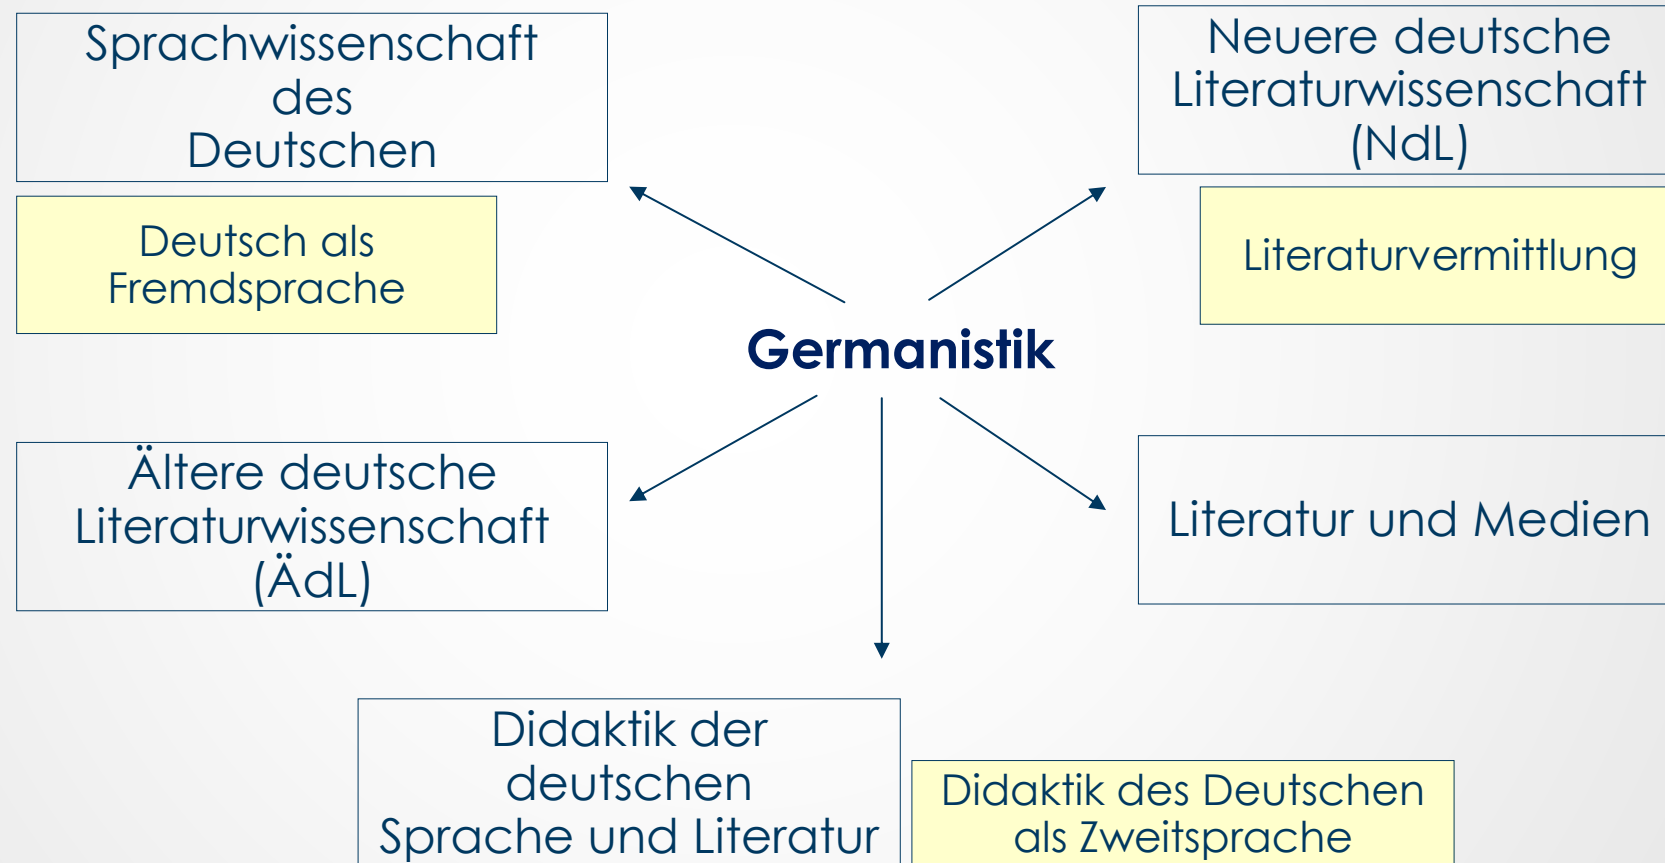 Sprachwissenschaft
des
Deutschen
Deutsch als
Fremdsprache
Neuere deutsche
Literaturwissenschaft
(NdL)
Literaturvermittlung
Germanistik
Ältere deutsche
Literaturwissenschaft
(ÄdL)
Literatur und Medien
Didaktik der
deutschen
Sprache und Literatur
Didaktik des Deutschen
als Zweitsprache